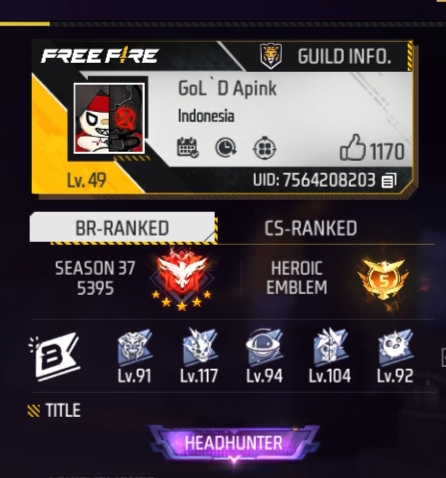 FREE FIRE
GUILD INFO.
GoL`D Apink
Indonesia
1170
Lv. 49
UID: 7564208203
BR-RANKED
CS-RANKED
SEASON 37
5395
HEROIC
EMBLEM
5
B
Lv.91
Lv.117
Lv.94
Lv.104
Lv.92
TITLE
HEADHUNTER